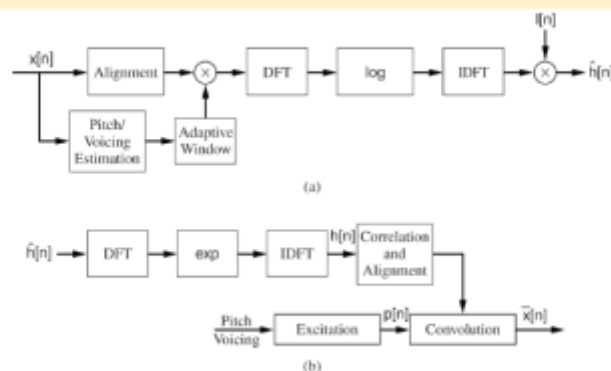 l[n]
x[n]
Alignment
×
DFT
log
IDFT
×
ĥ[n]
Pitch/
Voicing
Estimation
Adaptive
Window
(a)
ĥ[n]
DFT
exp
IDFT
h[n]
Correlation
and
Alignment
Pitch
Voicing
Excitation
p[n]
Convolution
x̅[n]
(b)